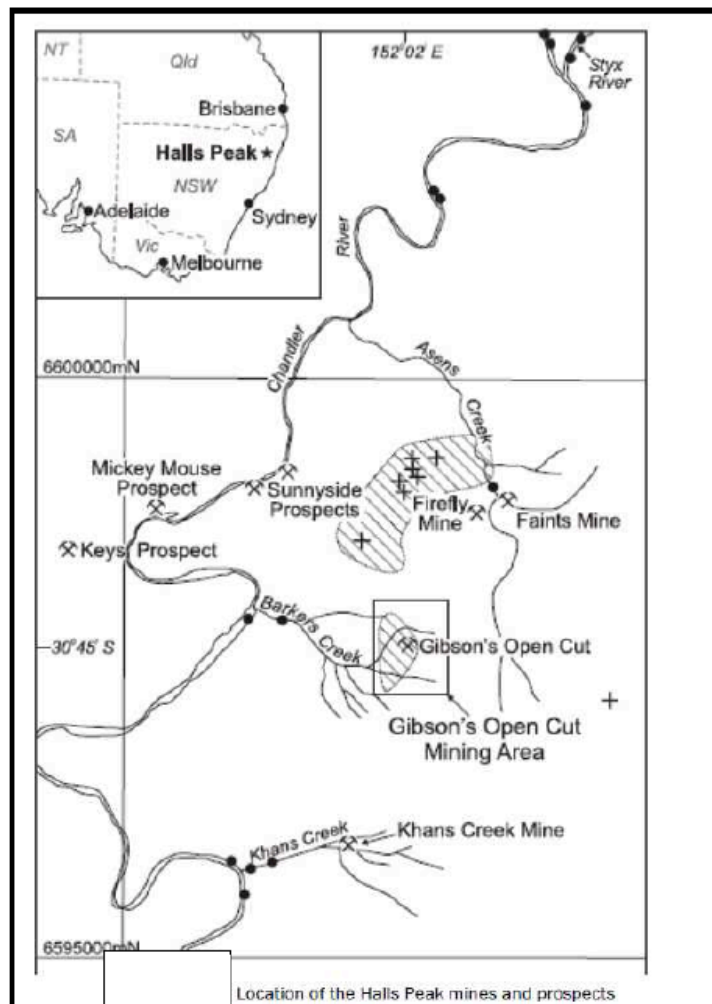 NT
Qld
152 02 E
Styx
River
Brisbane
SA
Halls Peak
NSW
Adelaide
Sydney
Vic
Melbourne
River
Chandler
Asens
Creek
6600000mN
Mickey Mouse
Prospect
Sunnyside
Prospects
Firefly
Mine
Faints Mine
Keys Prospect
Barkers
Creek
30°45' S
Gibson's Open Cut
Gibson's Open Cut
Mining Area
Khans Creek
Khans Creek Mine
6595000mN
Location of the Halls Peak mines and prospects